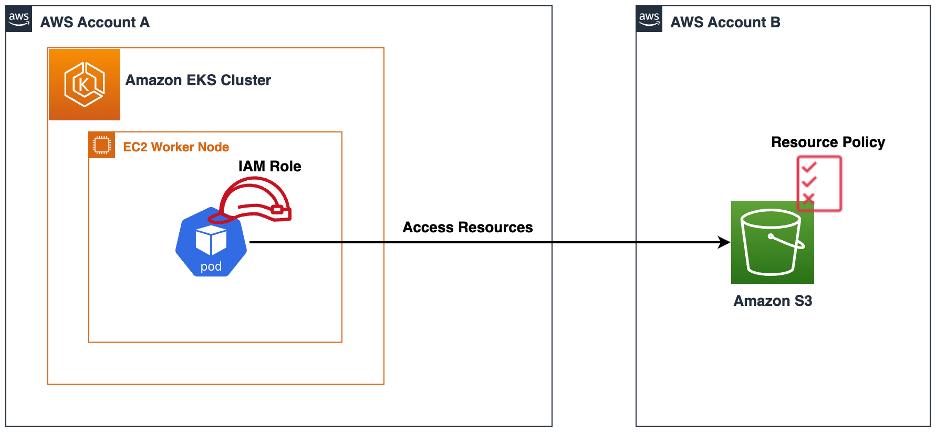 aws
AWS Account A
Amazon EKS Cluster
K
EC2 Worker Node
IAM Role
pod
Access Resources
aws
AWS Account B
Resource Policy
Amazon S3